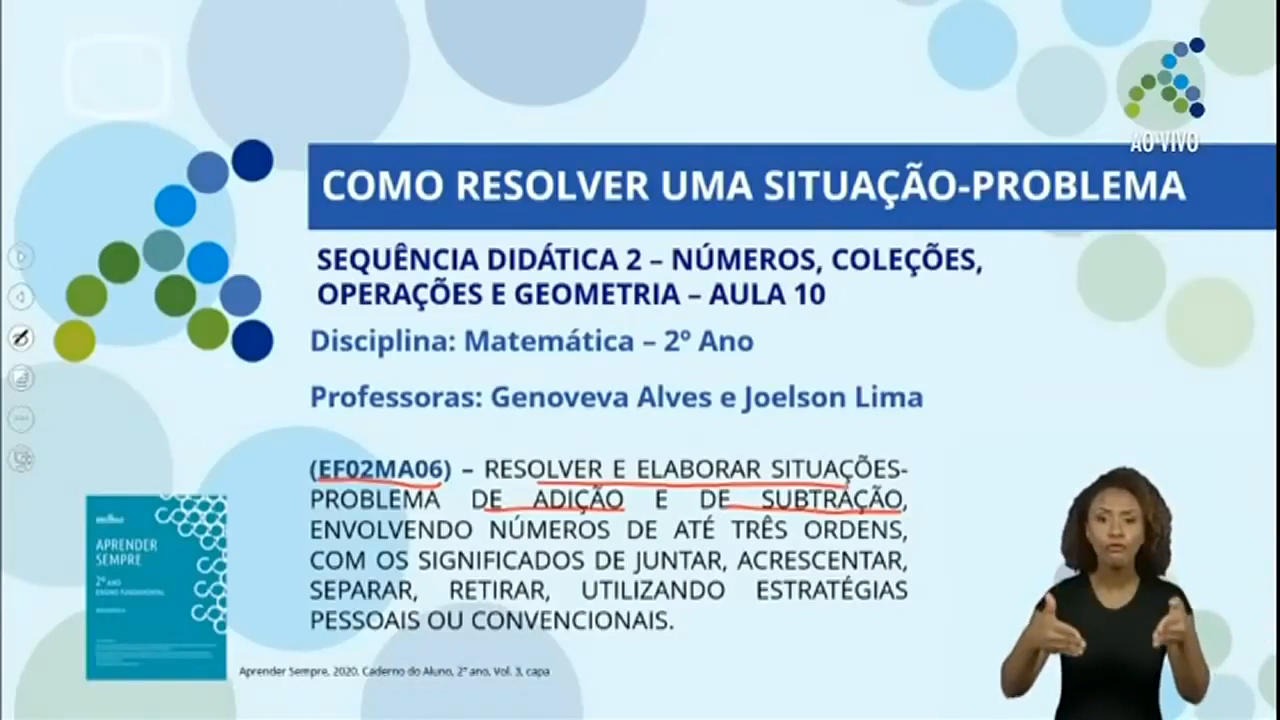 AO VIVO
COMO RESOLVER UMA SITUAÇÃO-PROBLEMA
SEQUÊNCIA DIDÁTICA 2 – NÚMEROS, COLEÇÕES,
OPERAÇÕES E GEOMETRIA – AULA 10
Disciplina: Matemática – 2º Ano
Professoras: Genoveva Alves e Joelson Lima
(EF02MA06) – RESOLVER E ELABORAR SITUAÇÕES-
PROBLEMA DE ADIÇÃO E DE SUBTRAÇÃO,
ENVOLVENDO NÚMEROS DE ATÉ TRÊS ORDENS,
COM OS SIGNIFICADOS DE JUNTAR, ACRESCENTAR,
SEPARAR, RETIRAR, UTILIZANDO ESTRATÉGIAS
PESSOAIS OU CONVENCIONAIS.
APRENDER
SEMPRE
2º ANO
ENSINO FUNDAMENTAL
Aprender Sempre, 2020. Caderno do Aluno, 2º ano, Vol. 3, capa